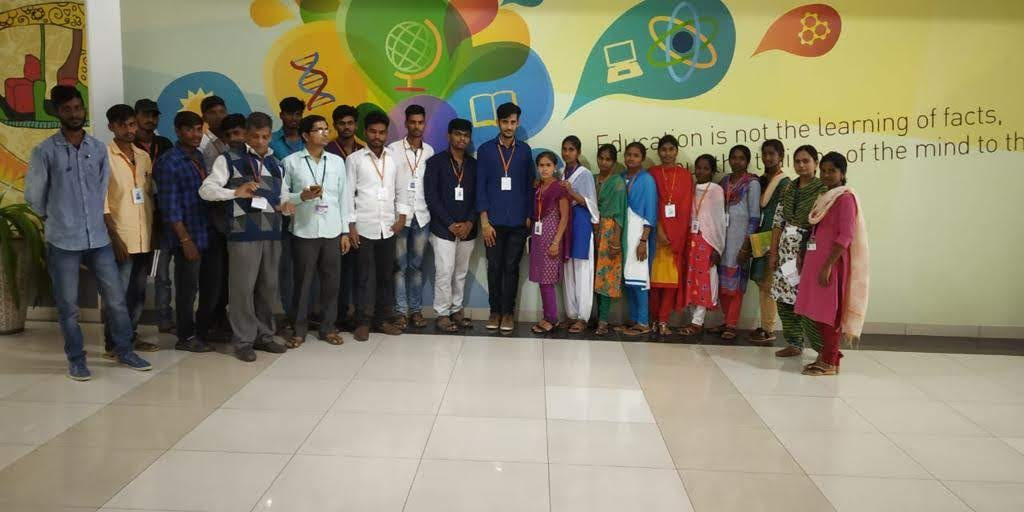 Education is not the learning of facts,
of the mind to th